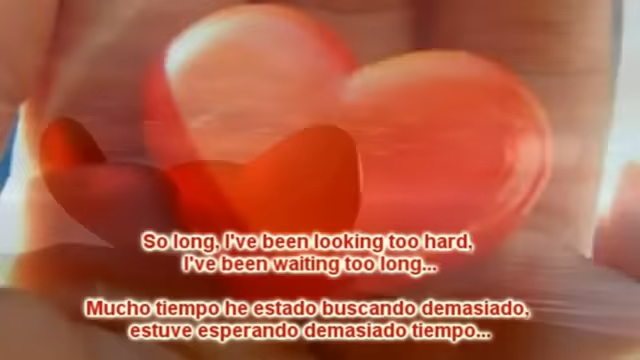 So long, I've been looking too hard,
I've been waiting too long...
Mucho tiempo he estado buscando demasiado,
estuve esperando demasiado tiempo...